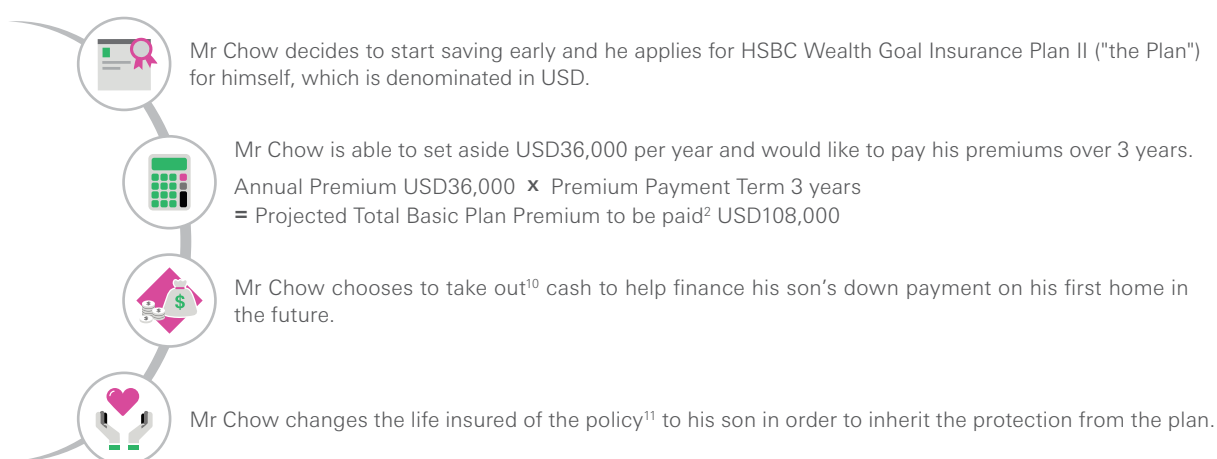 Mr Chow decides to start saving early and he applies for HSBC Wealth Goal Insurance Plan II ("the Plan")
for himself, which is denominated in USD.
Mr Chow is able to set aside USD36,000 per year and would like to pay his premiums over 3 years.
Annual Premium USD36,000 x Premium Payment Term 3 years
= Projected Total Basic Plan Premium to be paid² USD108,000
Mr Chow chooses to take out¹⁰ cash to help finance his son's down payment on his first home in
the future.
$
Mr Chow changes the life insured of the policy¹¹ to his son in order to inherit the protection from the plan.